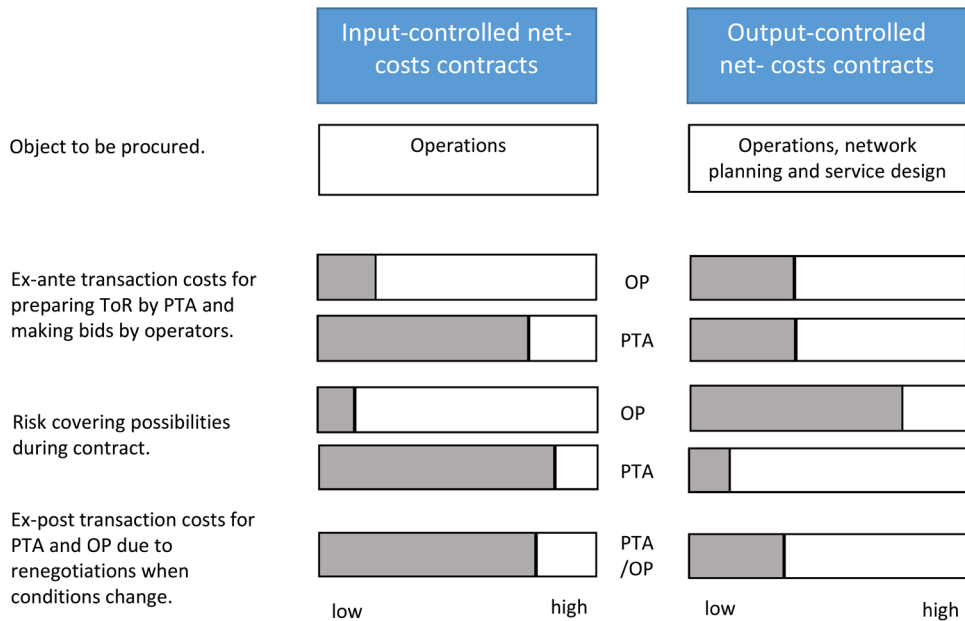 Input-controlled net-
costs contracts
Output-controlled
net- costs contracts
Object to be procured.
Operations
Operations, network
planning and service design
Ex-ante transaction costs for
preparing ToR by PTA and
making bids by operators.
OP
PTA
Risk covering possibilities
during contract.
OP
PTA
Ex-post transaction costs for
PTA and OP due to
renegotiations when
conditions change.
PTA
/OP
low
high
low
high